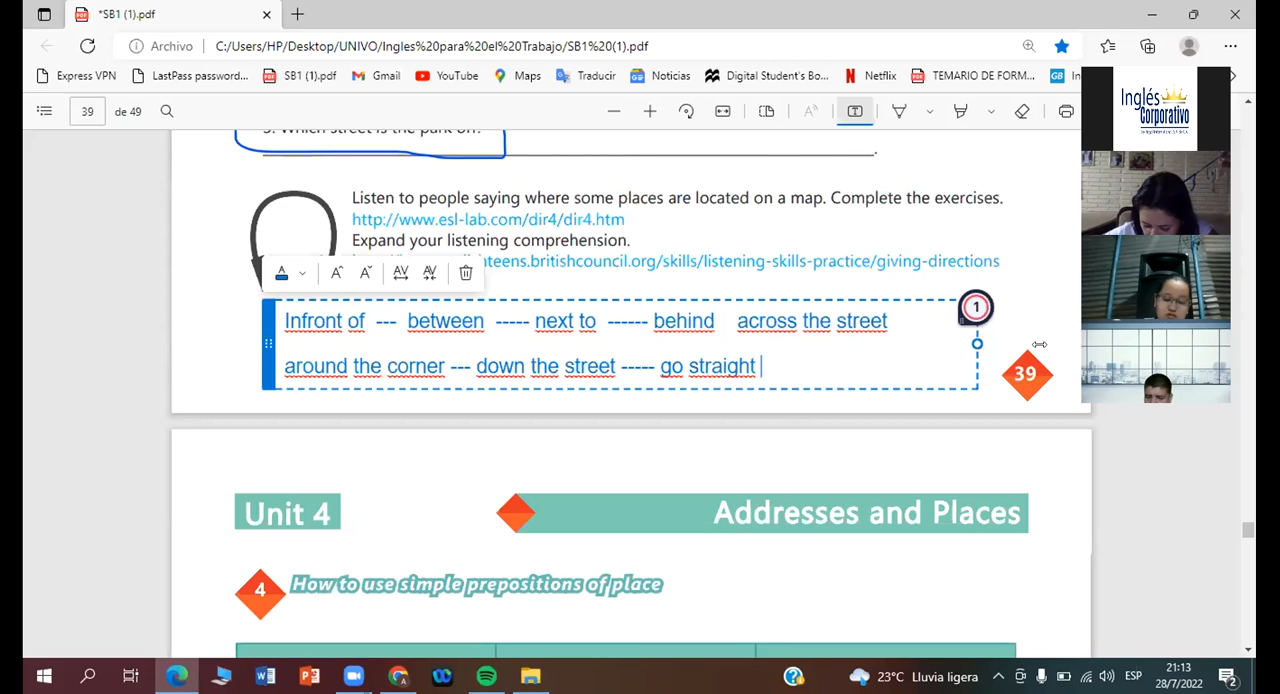 *SB1 (1).pdf
Archivo C:/Users/HP/Desktop/UNIVO/Ingles%20para%20el%20Trabajo/SB1%20(1).pdf
Express VPN LastPass password... SB1 (1).pdf Gmail YouTube Maps Traducir Noticias Digital Student's Bo... Netflix TEMARIO DE FORM... GB In
39 de 49
Inglés
Corporativo
Listen to people saying where some places are located on a map. Complete the exercises.
http://www.esl-lab.com/dir4/dir4.htm
Expand your listening comprehension.
teens.britishcouncil.org/skills/listening-skills-practice/giving-directions
Infront of --- between ----- next to ------ behind across the street
1
around the corner --- down the street ----- go straight
39
Unit 4 Addresses and Places
4 How to use simple prepositions of place
23°C Lluvia ligera ESP 21:13
28/7/2022 2